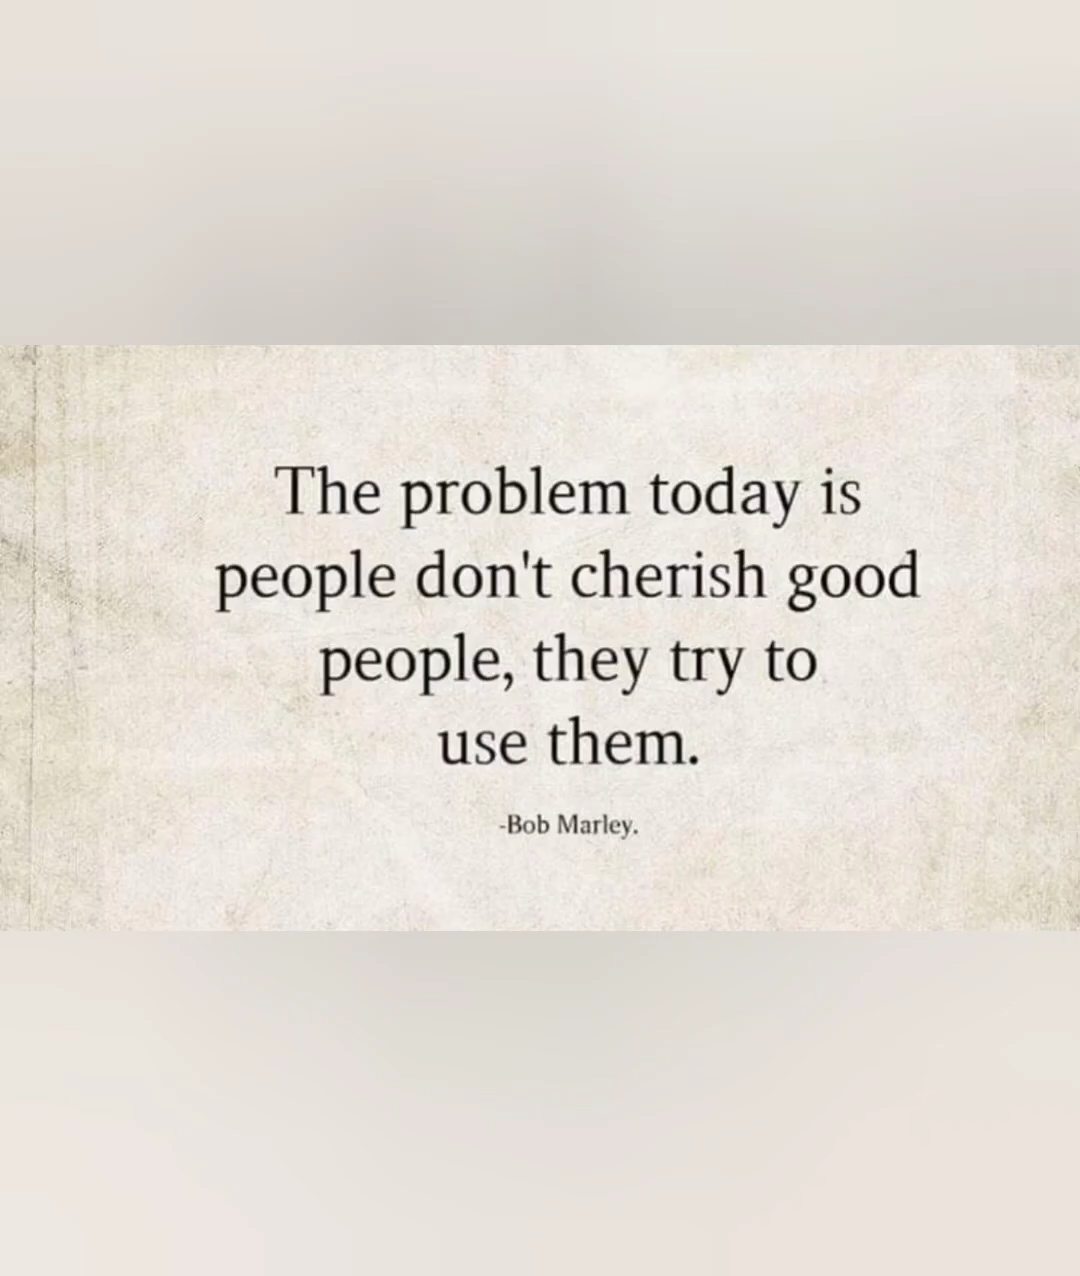 The problem today is
people don't cherish good
people, they try to
use them.
-Bob Marley.